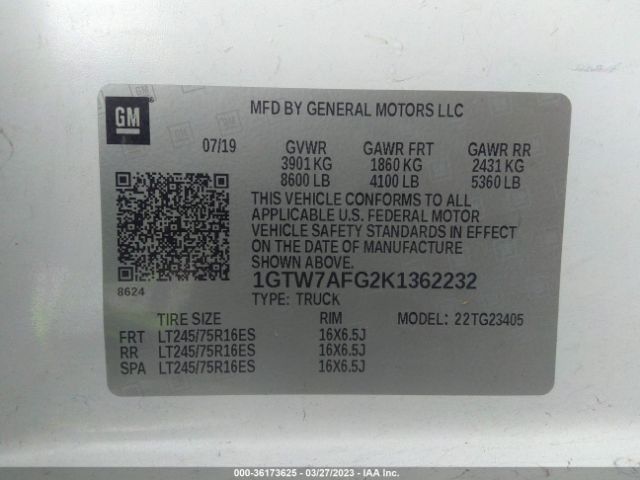 GM
MFD BY GENERAL MOTORS LLC
07/19 GVWR GAWR FRT GAWR RR
3901 KG 1860 KG 2431 KG
8600 LB 4100 LB 5360 LB
THIS VEHICLE CONFORMS TO ALL
APPLICABLE U.S. FEDERAL MOTOR
VEHICLE SAFETY STANDARDS IN EFFECT
ON THE DATE OF MANUFACTURE
SHOWN ABOVE.
8624
1GTW7AFG2K1362232
TYPE: TRUCK
TIRE SIZE RIM MODEL: 22TG23405
FRT LT245/75R16ES 16X6.5J
RR LT245/75R16ES 16X6.5J
SPA LT245/75R16ES 16X6.5J
000-36173625 - 03/27/2023 - IAA Inc.